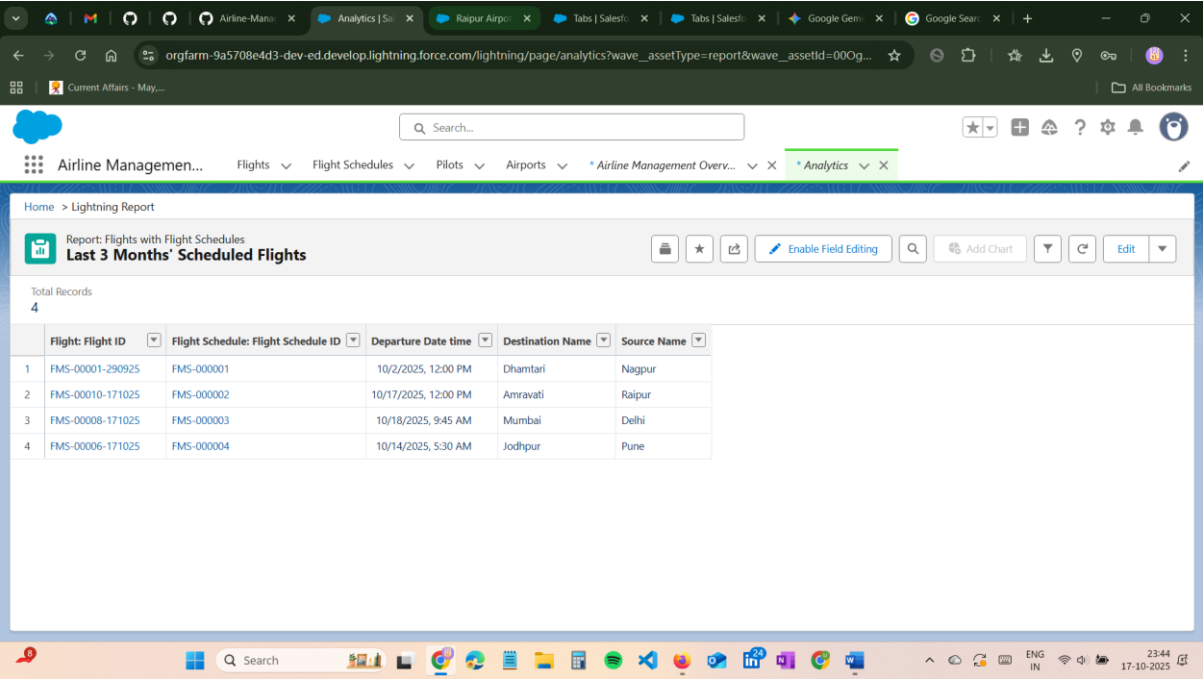 Airline-Mana
Analytics | Sal
Raipur Airpor
Tabs | Salesfo
Tabs | Salesfo
Google Gem
Google Searc
orgfarm-9a5708e4d3-dev-ed.develop.lightning.force.com/lightning/page/analytics?wave__assetType=report&wave__assetId=00Og...
Current Affairs - May,...
All Bookmarks
Search...
Airline Managemen...
Flights
Flight Schedules
Pilots
Airports
* Airline Management Overv...
* Analytics
Home > Lightning Report
Report: Flights with Flight Schedules
Last 3 Months' Scheduled Flights
Enable Field Editing
Add Chart
Edit
Total Records
4
Flight: Flight ID Flight Schedule: Flight Schedule ID Departure Date time Destination Name Source Name
1 FMS-00001-290925 FMS-000001 10/2/2025, 12:00 PM Dhamtari Nagpur
2 FMS-00010-171025 FMS-000002 10/17/2025, 12:00 PM Amravati Raipur
3 FMS-00008-171025 FMS-000003 10/18/2025, 9:45 AM Mumbai Delhi
4 FMS-00006-171025 FMS-000004 10/14/2025, 5:30 AM Jodhpur Pune
8
Search
24
ENG
IN
23:44
17-10-2025